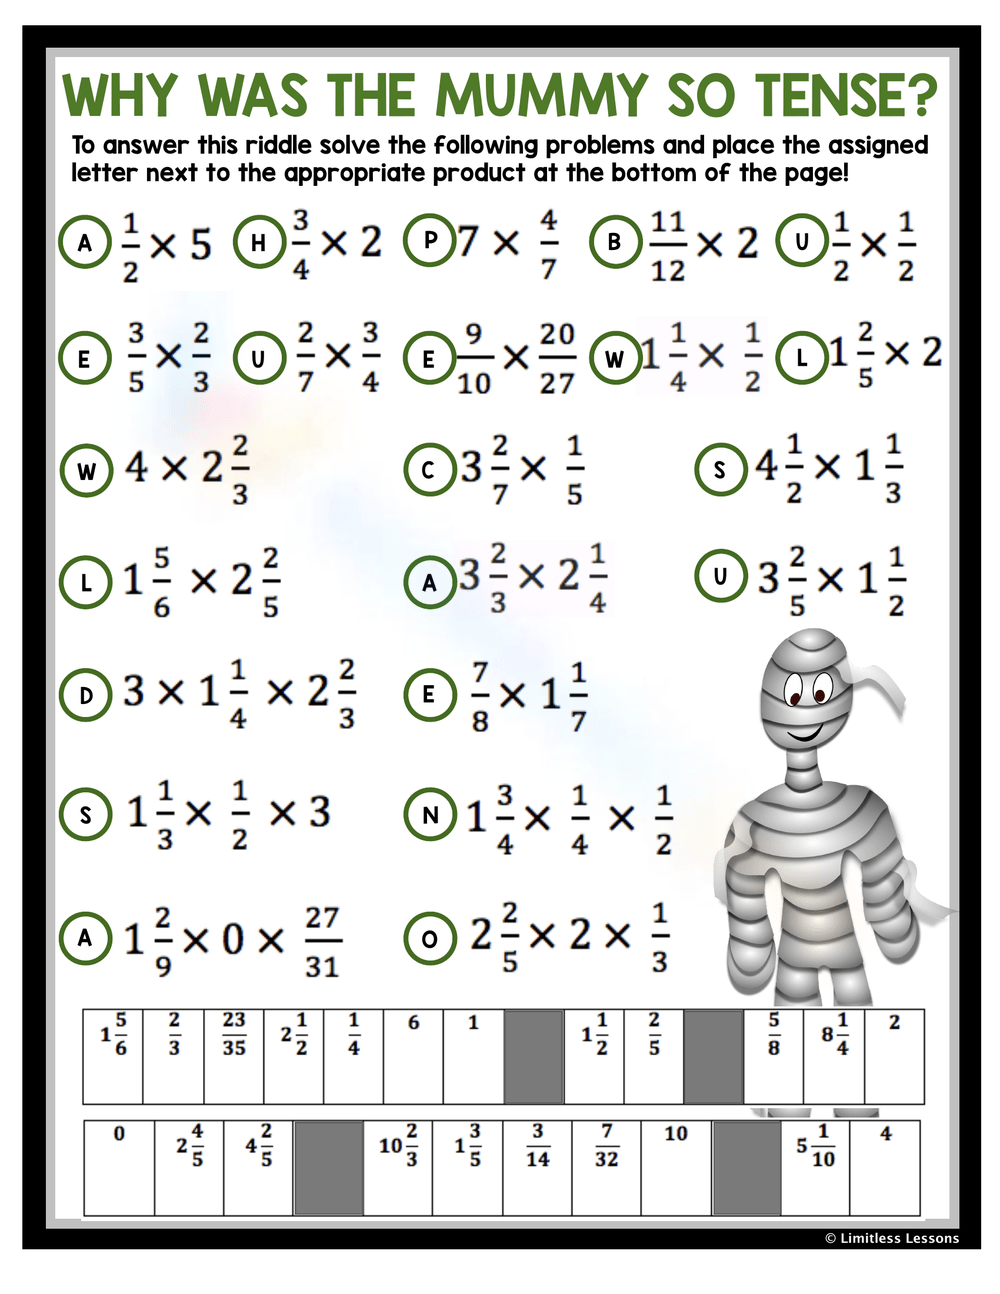 WHY WAS THE MUMMY SO TENSE?
To answer this riddle solve the following problems and place the assigned
letter next to the appropriate product at the bottom of the page!
A 1/2 × 5 H 3/4 × 2 P 7 × 4/7 B 11/12 × 2 U 1/2 × 1/2
E 3/5 × 2/3 U 2/7 × 3/4 E 9/10 × 20/27 W 1 1/4 × 1/2 L 1 2/5 × 2
W 4 × 2 2/3 C 3 2/7 × 1/5 S 4 1/2 × 1 1/3
L 1 5/6 × 2 2/5 A 3 2/3 × 2 1/4 U 3 2/5 × 1 1/2
D 3 × 1 1/4 × 2 2/3 E 7/8 × 1 1/7
S 1 1/3 × 1/2 × 3 N 1 3/4 × 1/4 × 1/2
A 1 2/9 × 0 × 27/31 O 2 2/5 × 2 × 1/3
1 5/6 2/3 23/35 2 1/2 1/4 6 1 1 1/2 2/5 5/8 8 1/4 2
0 2 4/5 4 2/5 10 2/3 1 3/5 3/14 7/32 10 5 1/10 4
© Limitless Lessons